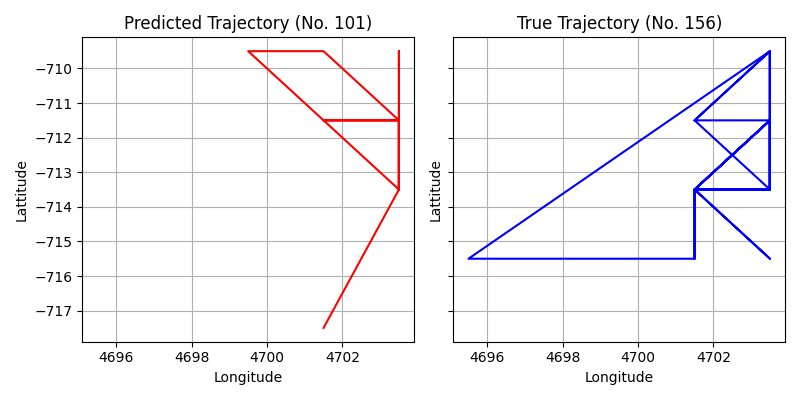 Predicted Trajectory (No. 101)
True Trajectory (No. 156)
−710
−711
−712
−713
−714
−715
−716
−717
Lattitude
Lattitude
4696
4698
4700
4702
4696
4698
4700
4702
Longitude
Longitude